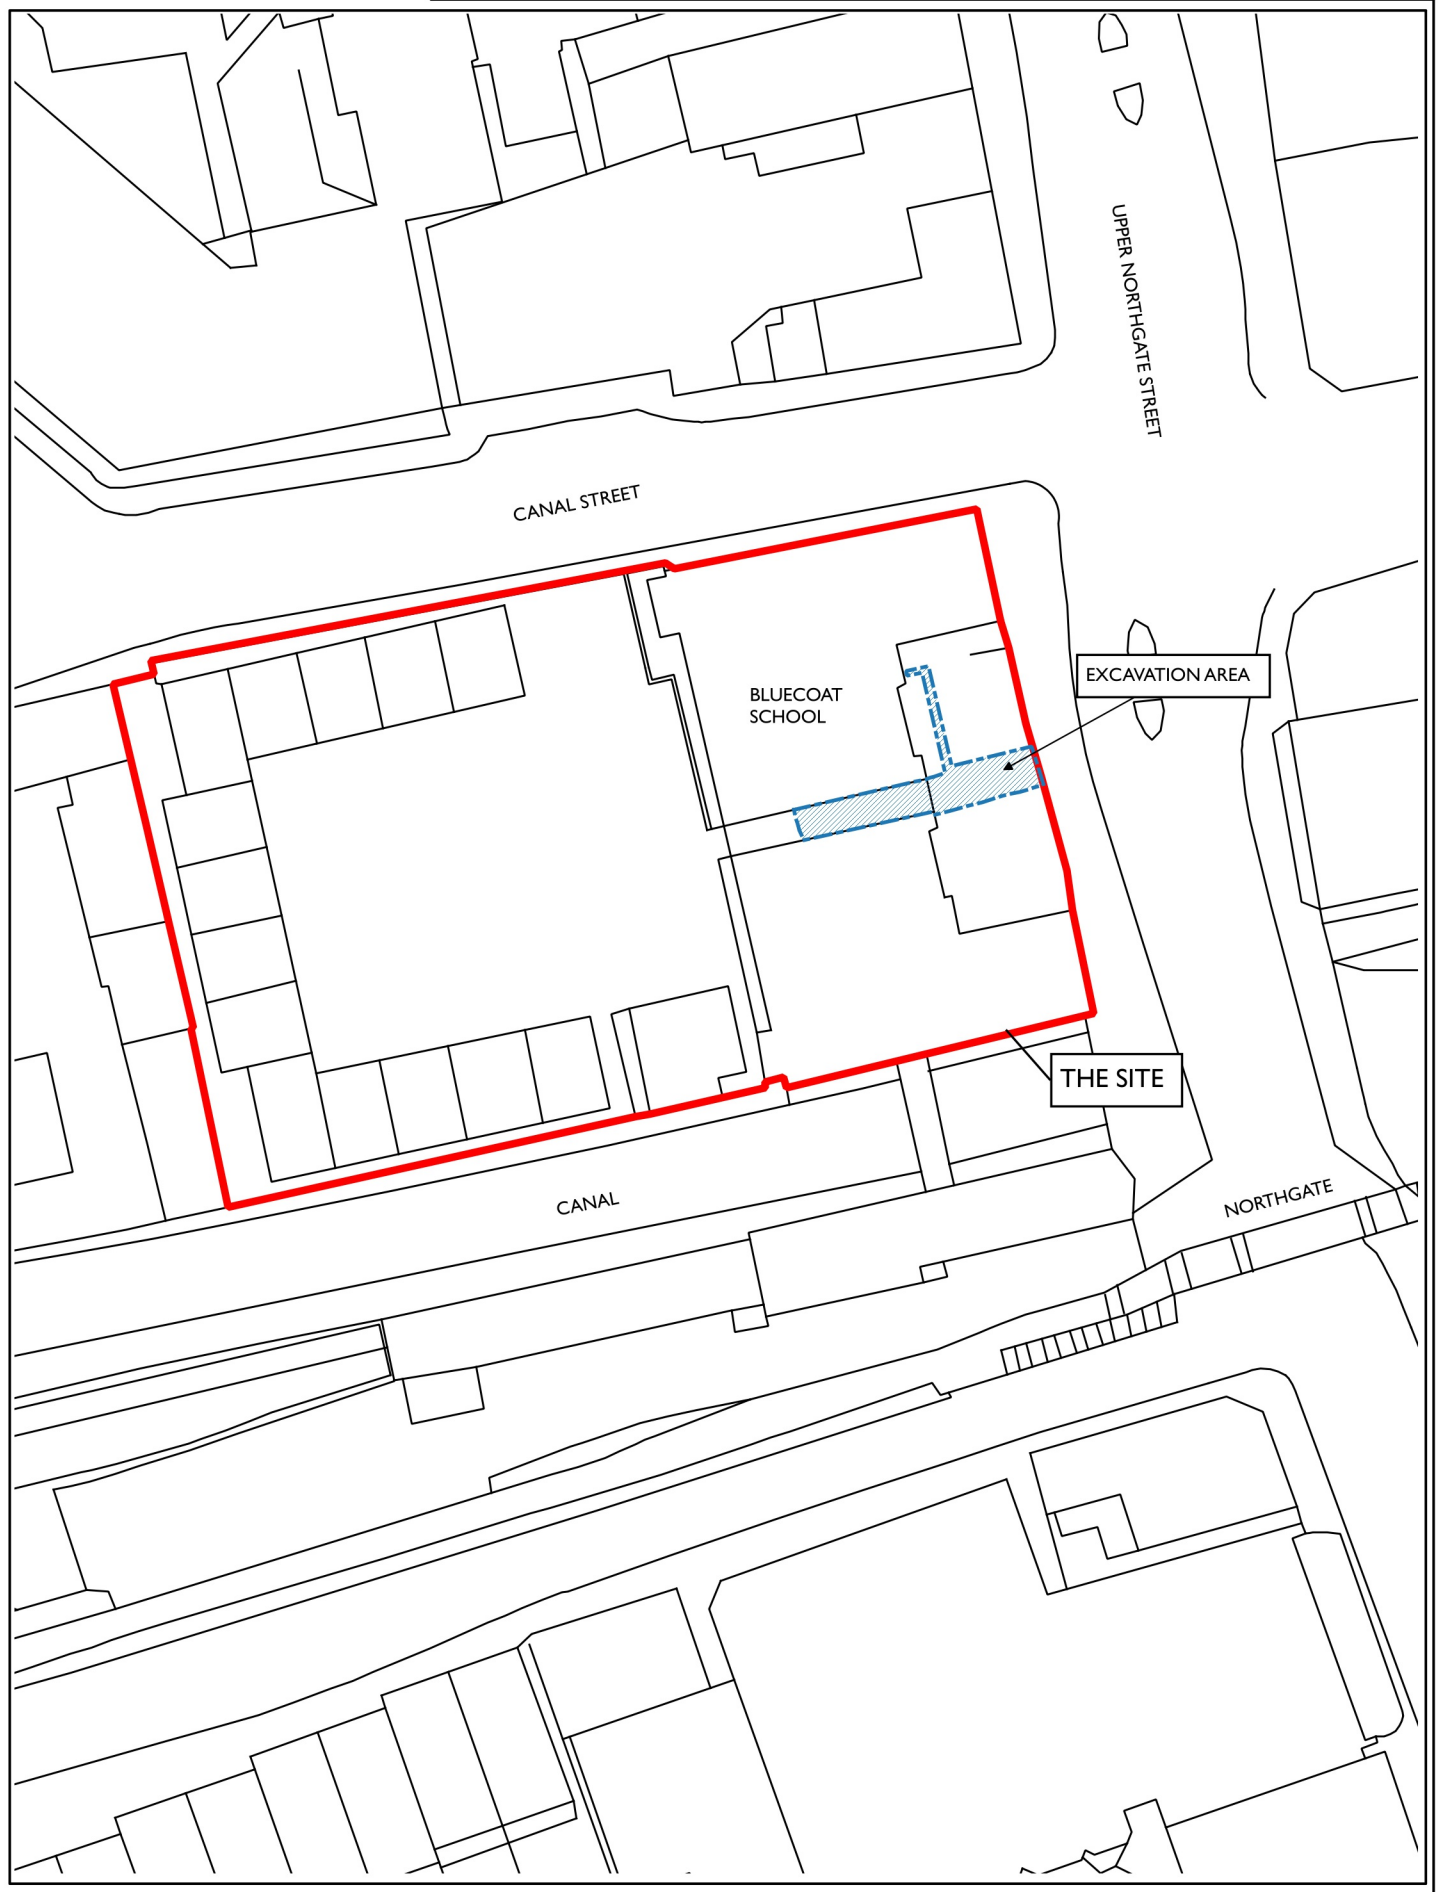 UPPER NORTHGATE STREET
CANAL STREET
EXCAVATION AREA
BLUECOAT
SCHOOL
THE SITE
CANAL
NORTHGATE